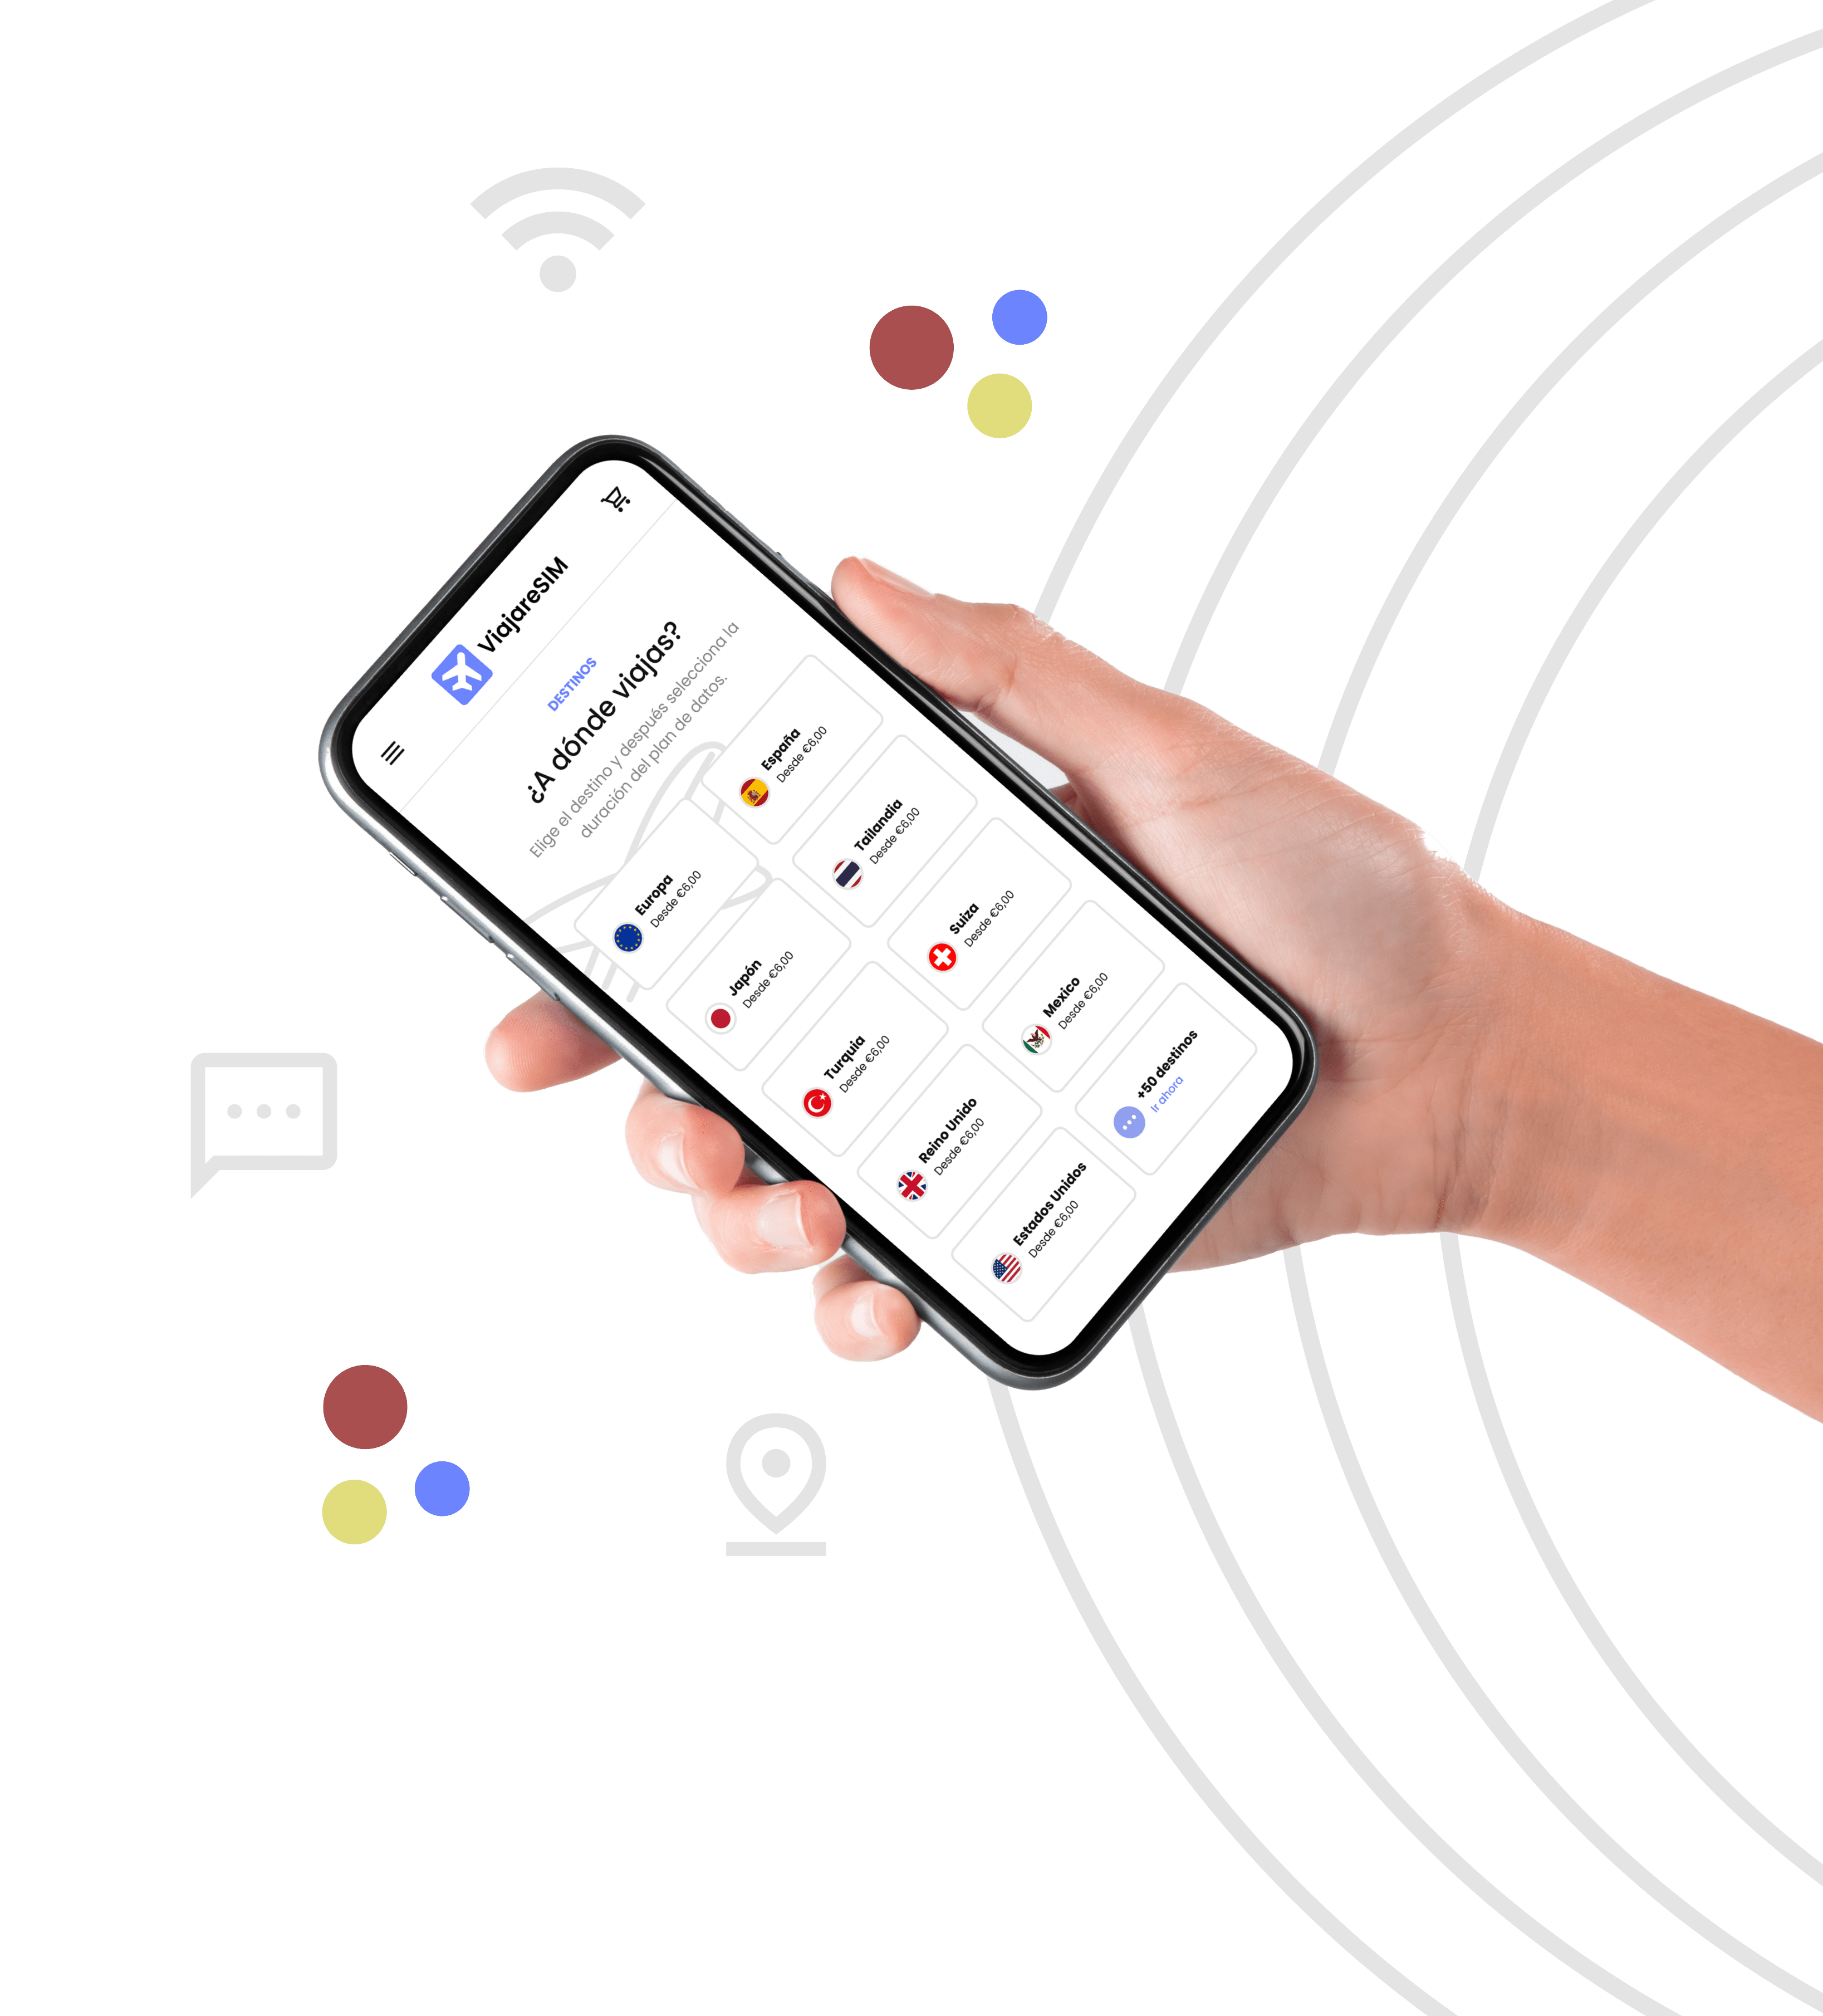 ViajareSIM
DESTINOS
¿A dónde viajas?
Elige el destino y después selecciona la
duración del plan de datos.
Europa
Desde €6,00
España
Desde €6,00
Japón
Desde €6,00
Tailandia
Desde €6,00
Turquia
Desde €6,00
Suiza
Desde €6,00
Reino Unido
Desde €6,00
Mexico
Desde €6,00
Estados Unidos
Desde €6,00
+50 destinos
Ir ahora